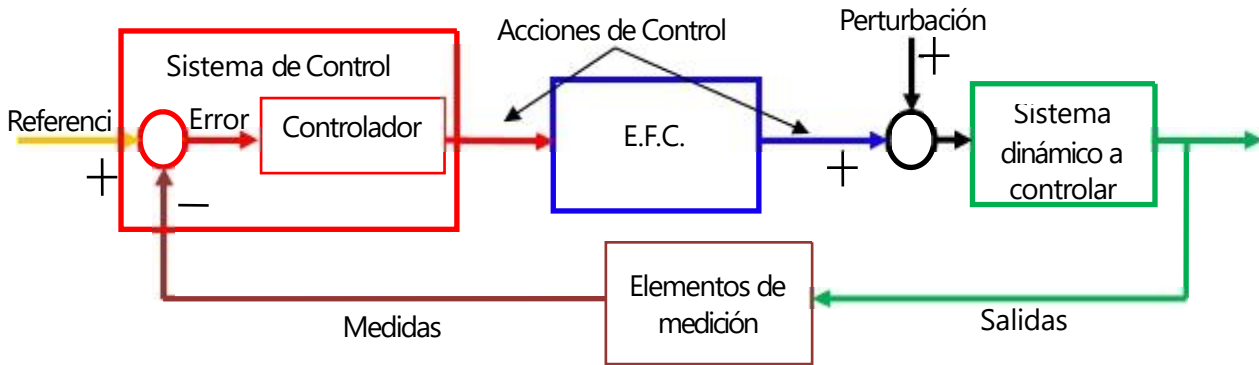 Perturbación
Acciones de Control
+
Sistema de Control
Referenci
Error
Controlador
E.F.C.
Sistema
dinámico a
controlar
+
+
−
Elementos de
medición
Medidas
Salidas